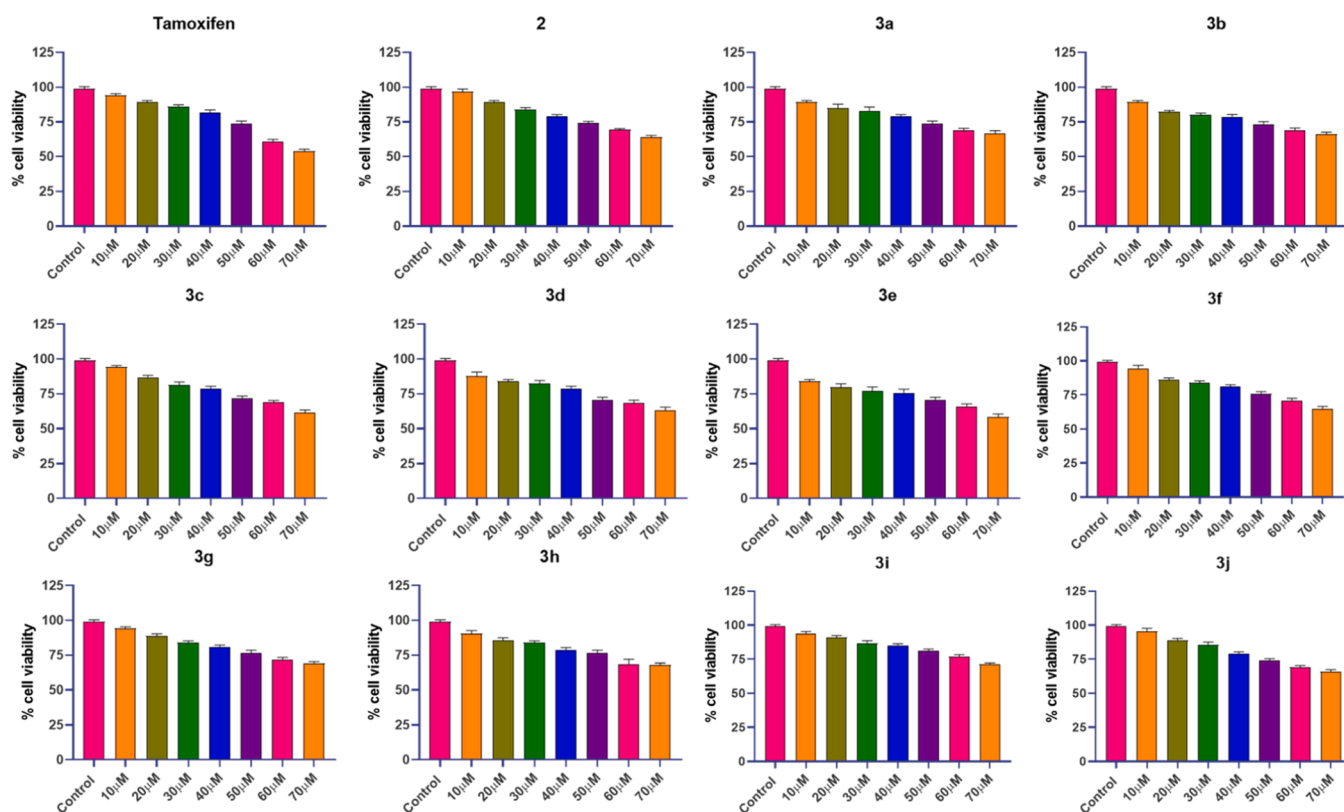 Tamoxifen
% cell viability
125
100
75
50
25
0
Control
10µM
20µM
30µM
40µM
50µM
60µM
70µM
2
% cell viability
125
100
75
50
25
0
Control
10µM
20µM
30µM
40µM
50µM
60µM
70µM
3a
% cell viability
125
100
75
50
25
0
Control
10µM
20µM
30µM
40µM
50µM
60µM
70µM
3b
% cell viability
125
100
75
50
25
0
Control
10µM
20µM
30µM
40µM
50µM
60µM
70µM
3c
% cell viability
125
100
75
50
25
0
Control
10µM
20µM
30µM
40µM
50µM
60µM
70µM
3d
% cell viability
125
100
75
50
25
0
Control
10µM
20µM
30µM
40µM
50µM
60µM
70µM
3e
% cell viability
125
100
75
50
25
0
Control
10µM
20µM
30µM
40µM
50µM
60µM
70µM
3f
% cell viability
125
100
75
50
25
0
Control
10µM
20µM
30µM
40µM
50µM
60µM
70µM
3g
% cell viability
125
100
75
50
25
0
Control
10µM
20µM
30µM
40µM
50µM
60µM
70µM
3h
% cell viability
125
100
75
50
25
0
Control
10µM
20µM
30µM
40µM
50µM
60µM
70µM
3i
% cell viability
125
100
75
50
25
0
Control
10µM
20µM
30µM
40µM
50µM
60µM
70µM
3j
% cell viability
125
100
75
50
25
0
Control
10µM
20µM
30µM
40µM
50µM
60µM
70µM